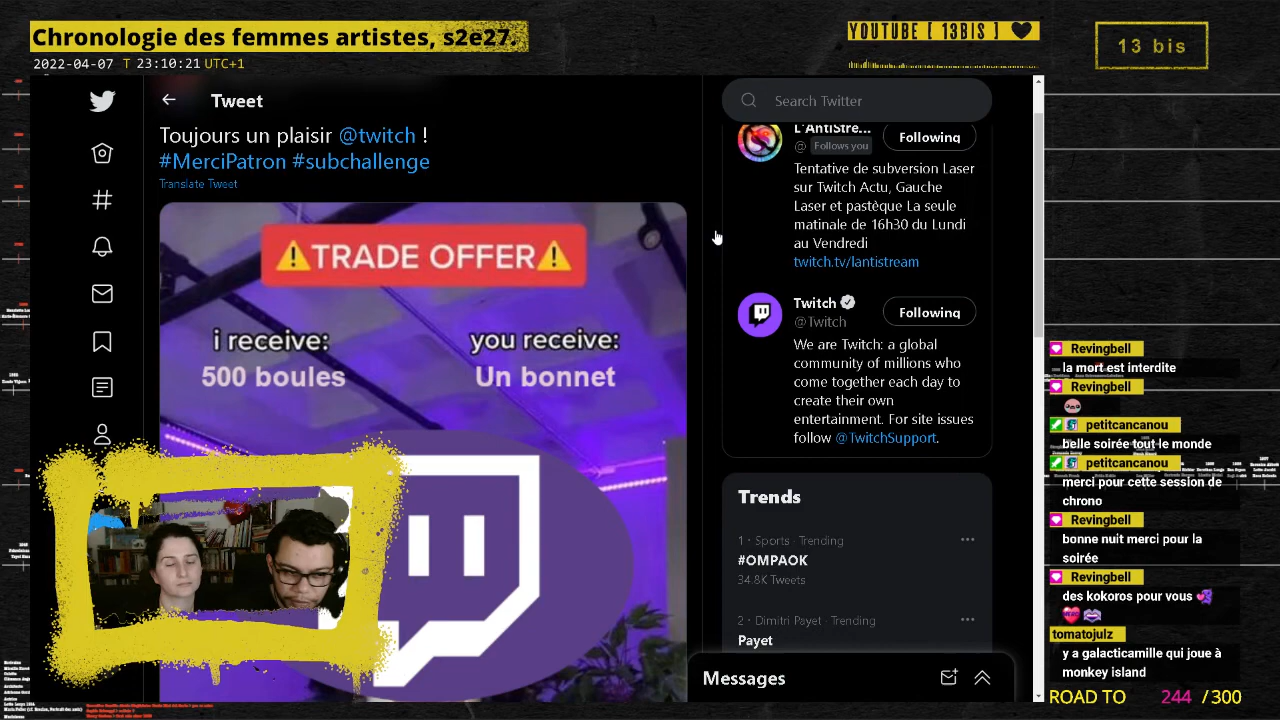 Chronologie des femmes artistes, s2e27.
2022-04-07 T 23:10:21 UTC+1
YOUTUBE [ 13BIS ]
13 bis
Tweet
Search Twitter
Toujours un plaisir @twitch !
#MerciPatron #subchallenge
Translate Tweet
⚠TRADE OFFER⚠
i receive:
500 boules
you receive:
Un bonnet
L'AntiStre...
Following
@
Follows you
Tentative de subversion Laser
sur Twitch Actu, Gauche
Laser et pastèque La seule
matinale de 16h30 du Lundi
au Vendredi
twitch.tv/lantistream
Twitch
@Twitch
Following
We are Twitch: a global
community of millions who
come together each day to
create their own
entertainment. For site issues
follow @TwitchSupport.
Trends
1 · Sports · Trending
#OMPAOK
34.8K Tweets
2 · Dimitri Payet · Trending
Payet
Messages
Revingbell
la mort est interdite
Revingbell
petitcancanou
belle soirée tout le monde
petitcancanou
merci pour cette session de
chrono
Revingbell
bonne nuit merci pour la
soirée
Revingbell
des kokoros pour vous
tomatojulz
y a galacticamille qui joue à
monkey island
ROAD TO 244 / 300